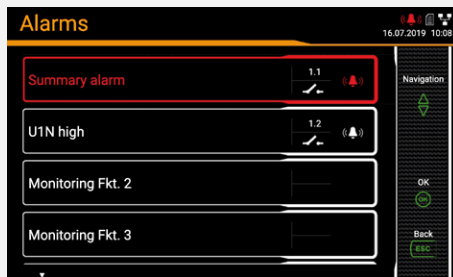 Alarms
16.07.2019 10:08
Summary alarm
1.1
Navigation
U1N high
1.2
Monitoring Fkt. 2
OK
OK
Monitoring Fkt. 3
Back
ESC